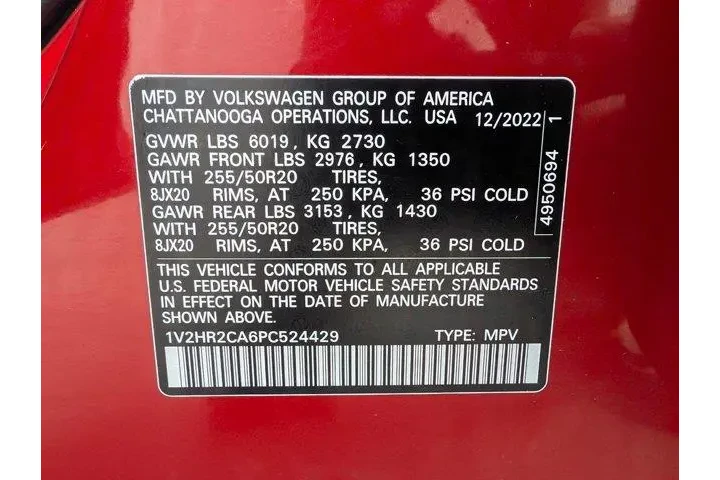 MFD BY VOLKSWAGEN GROUP OF AMERICA
CHATTANOOGA OPERATIONS, LLC. USA 12/2022
GVWR LBS 6019, KG 2730
GAWR FRONT LBS 2976, KG 1350
WITH 255/50R20 TIRES,
8JX20 RIMS, AT 250 KPA, 36 PSI COLD
GAWR REAR LBS 3153, KG 1430
WITH 255/50R20 TIRES,
8JX20 RIMS, AT 250 KPA, 36 PSI COLD
THIS VEHICLE CONFORMS TO ALL APPLICABLE
U.S. FEDERAL MOTOR VEHICLE SAFETY STANDARDS
IN EFFECT ON THE DATE OF MANUFACTURE
SHOWN ABOVE.
1V2HR2CA6PC524429 TYPE: MPV
4950694 1